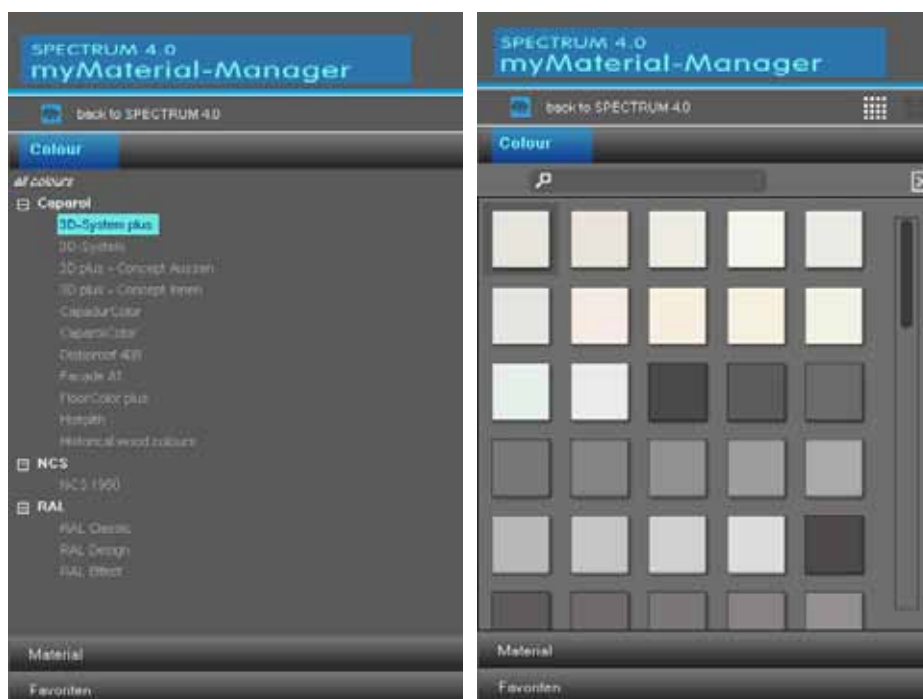 SPECTRUM 4.0
myMaterial-Manager
back to SPECTRUM 4.0
Colour
all colours
Caparol
3D-System plus
3D-System
3D plus - Concept Aussen
3D plus - Concept Innen
CapadurColor
CaparolColor
Disboroof 408
Facade A1
FloorColor plus
Histolith
Historical wood colours
NCS
NCS 1950
RAL
RAL Classic
RAL Design
RAL Effect
Material
Favoriten
SPECTRUM 4.0
myMaterial-Manager
back to SPECTRUM 4.0
Colour
Material
Favoriten